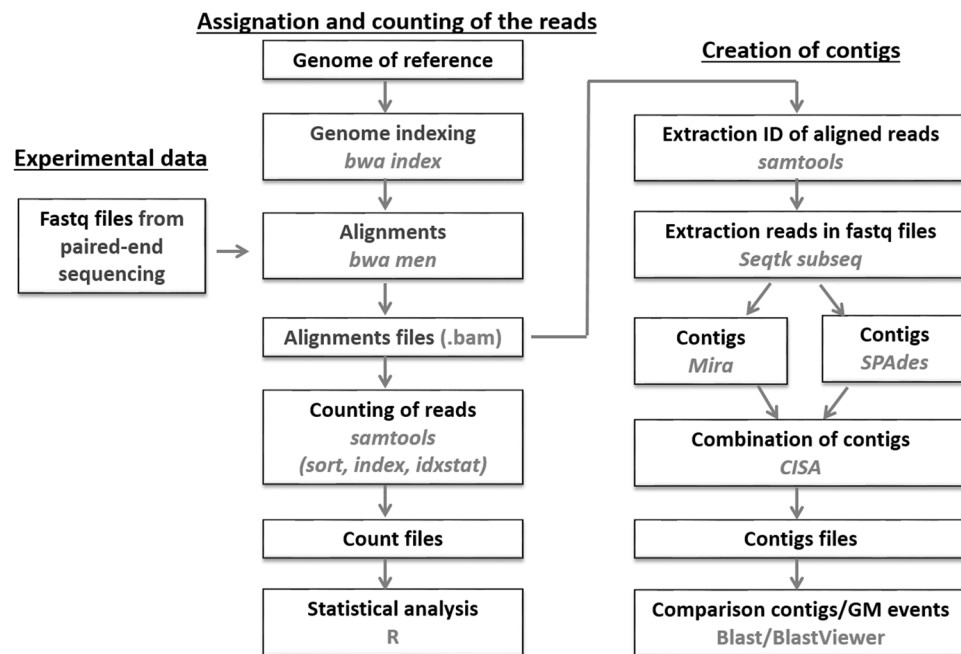 Assignation and counting of the reads
Genome of reference
Genome indexing
bwa index
Experimental data
Fastq files from
paired-end
sequencing
Alignments
bwa men
Alignments files (.bam)
Counting of reads
samtools
(sort, index, idxstat)
Count files
Statistical analysis
R
Creation of contigs
Extraction ID of aligned reads
samtools
Extraction reads in fastq files
Seqtk subseq
Contigs
Mira
Contigs
SPAdes
Combination of contigs
CISA
Contigs files
Comparison contigs/GM events
Blast/BlastViewer